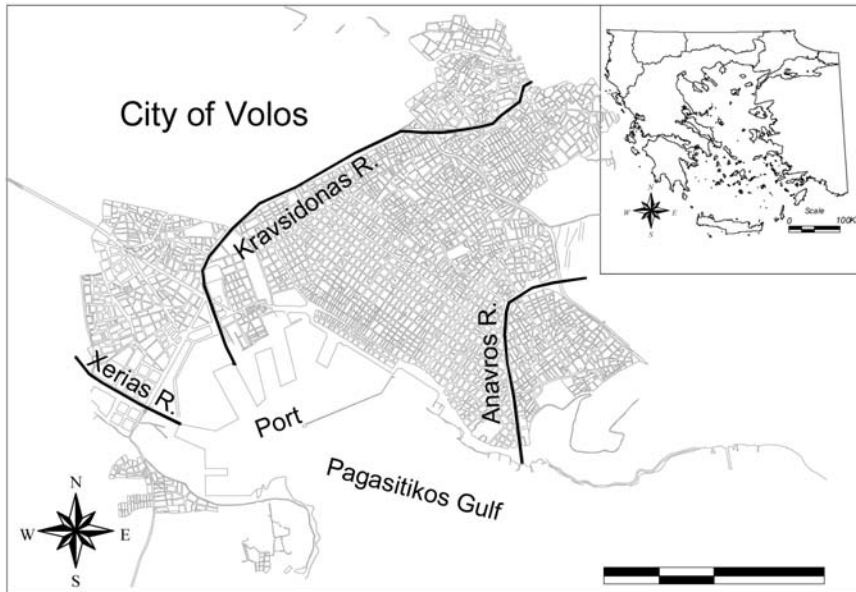 City of Volos
Kravsidonas R.
Anavros R.
Xerias R.
Port
Pagasitikos Gulf
N
W E
S
N
W E
S
Scale
0 100K